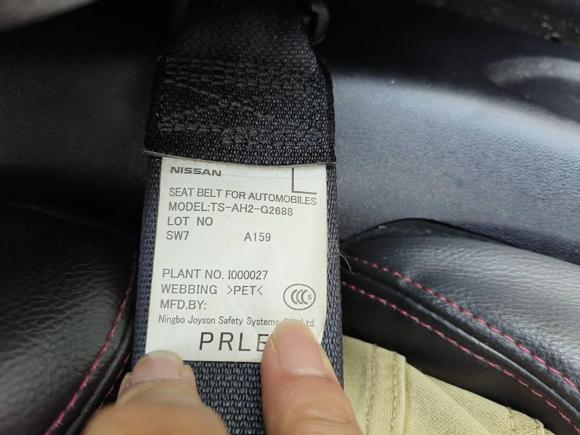 NISSAN
SEAT BELT FOR AUTOMOBILES
MODEL:TS-AH2-G2688
LOT NO
SW7 A159
PLANT NO. I000027
WEBBING >PET<
MFD.BY:
Ningbo Joyson Safety Systems Ltd.
PRLE